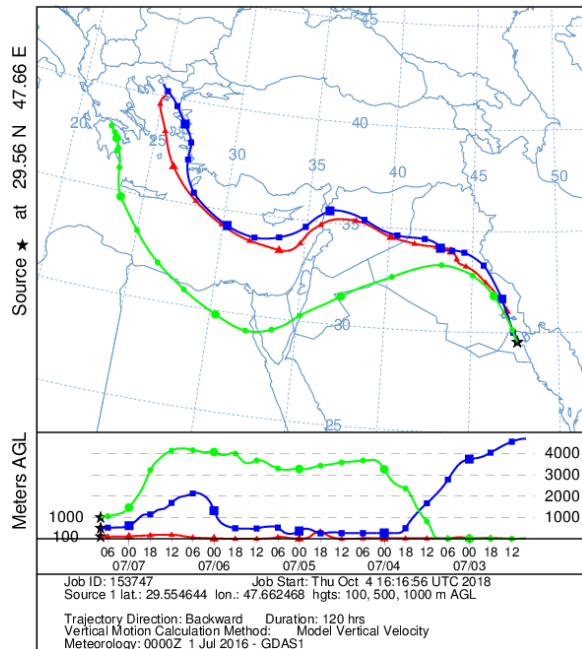 Source ★ at 29.56 N 47.66 E
45
40
20
25
30
35
40
45
50
35
30
25
Meters AGL
4000
3000
2000
1000
1000
100
06 18 12 06 18 12 06 18 12 06 18 12 06 18 12
00 00 00 00 00
07/07 07/06 07/05 07/04 07/03
Job ID: 153747 Job Start: Thu Oct 4 16:16:56 UTC 2018
Source 1 lat.: 29.554644 lon.: 47.662468 hgts: 100, 500, 1000 m AGL
Trajectory Direction: Backward Duration: 120 hrs
Vertical Motion Calculation Method: Model Vertical Velocity
Meteorology: 0000Z 1 Jul 2016 - GDAS1